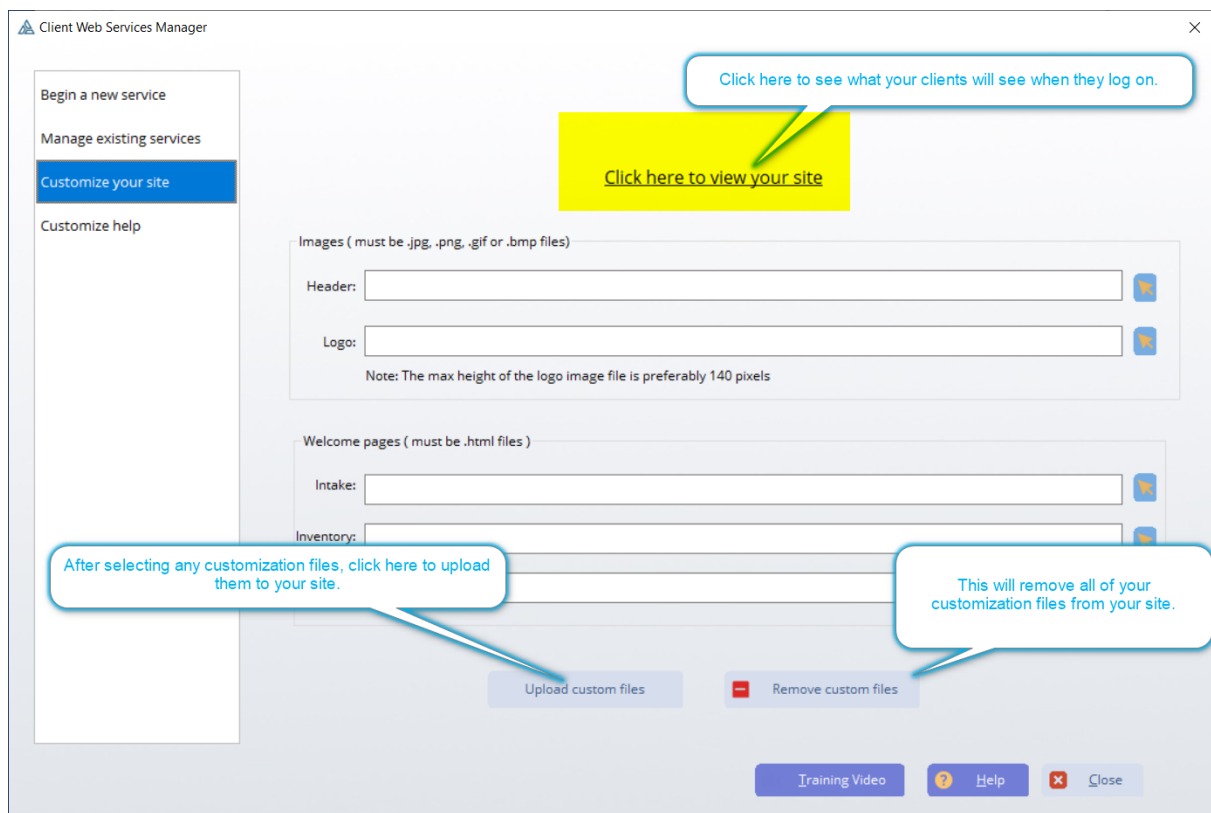 Client Web Services Manager
Click here to see what your clients will see when they log on.
Begin a new service
Manage existing services
Customize your site
Customize help
Click here to view your site
Images ( must be .jpg, .png, .gif or .bmp files)
Header:
Logo:
Note: The max height of the logo image file is preferably 140 pixels
Welcome pages ( must be .html files )
Intake:
Inventory:
After selecting any customization files, click here to upload
them to your site.
This will remove all of your
customization files from your site.
Upload custom files
Remove custom files
Training Video
? Help
Close